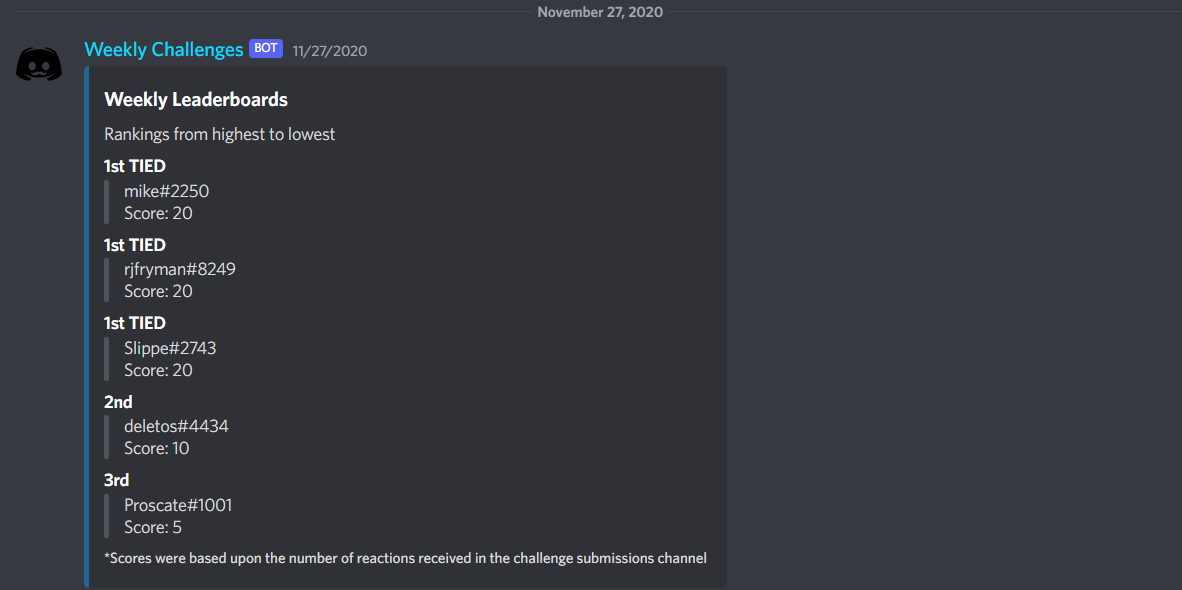 November 27, 2020
Weekly Challenges BOT 11/27/2020
Weekly Leaderboards
Rankings from highest to lowest
1st TIED
mike#2250
Score: 20
1st TIED
rjfryman#8249
Score: 20
1st TIED
Slippe#2743
Score: 20
2nd
deletos#4434
Score: 10
3rd
Proscate#1001
Score: 5
*Scores were based upon the number of reactions received in the challenge submissions channel